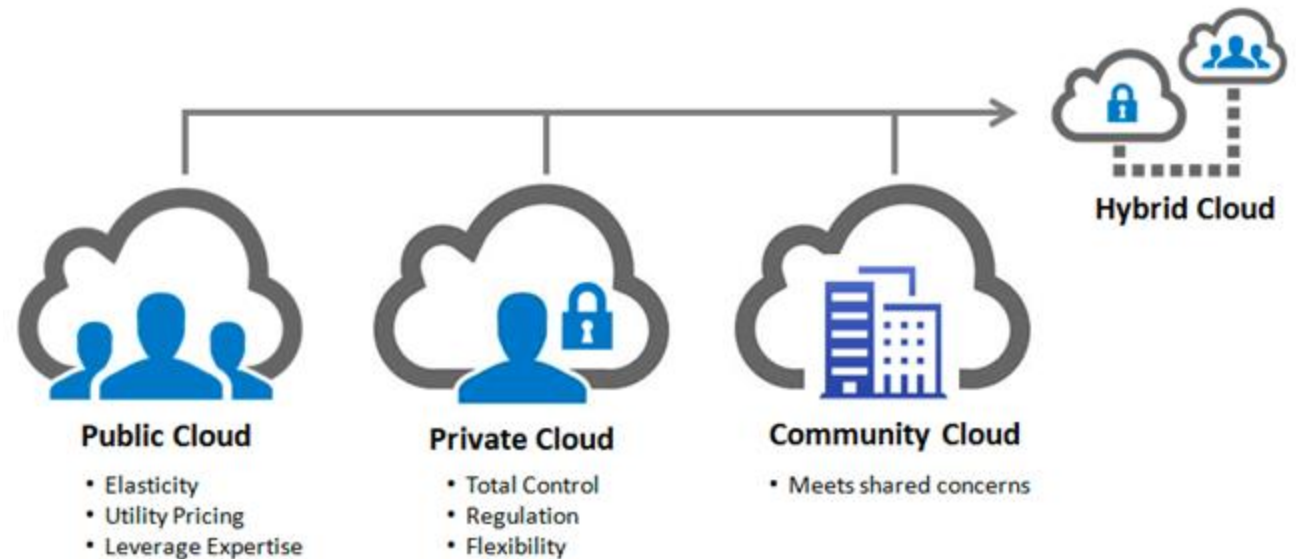 Hybrid Cloud
Public Cloud
• Elasticity
• Utility Pricing
• Leverage Expertise
Private Cloud
• Total Control
• Regulation
• Flexibility
Community Cloud
• Meets shared concerns